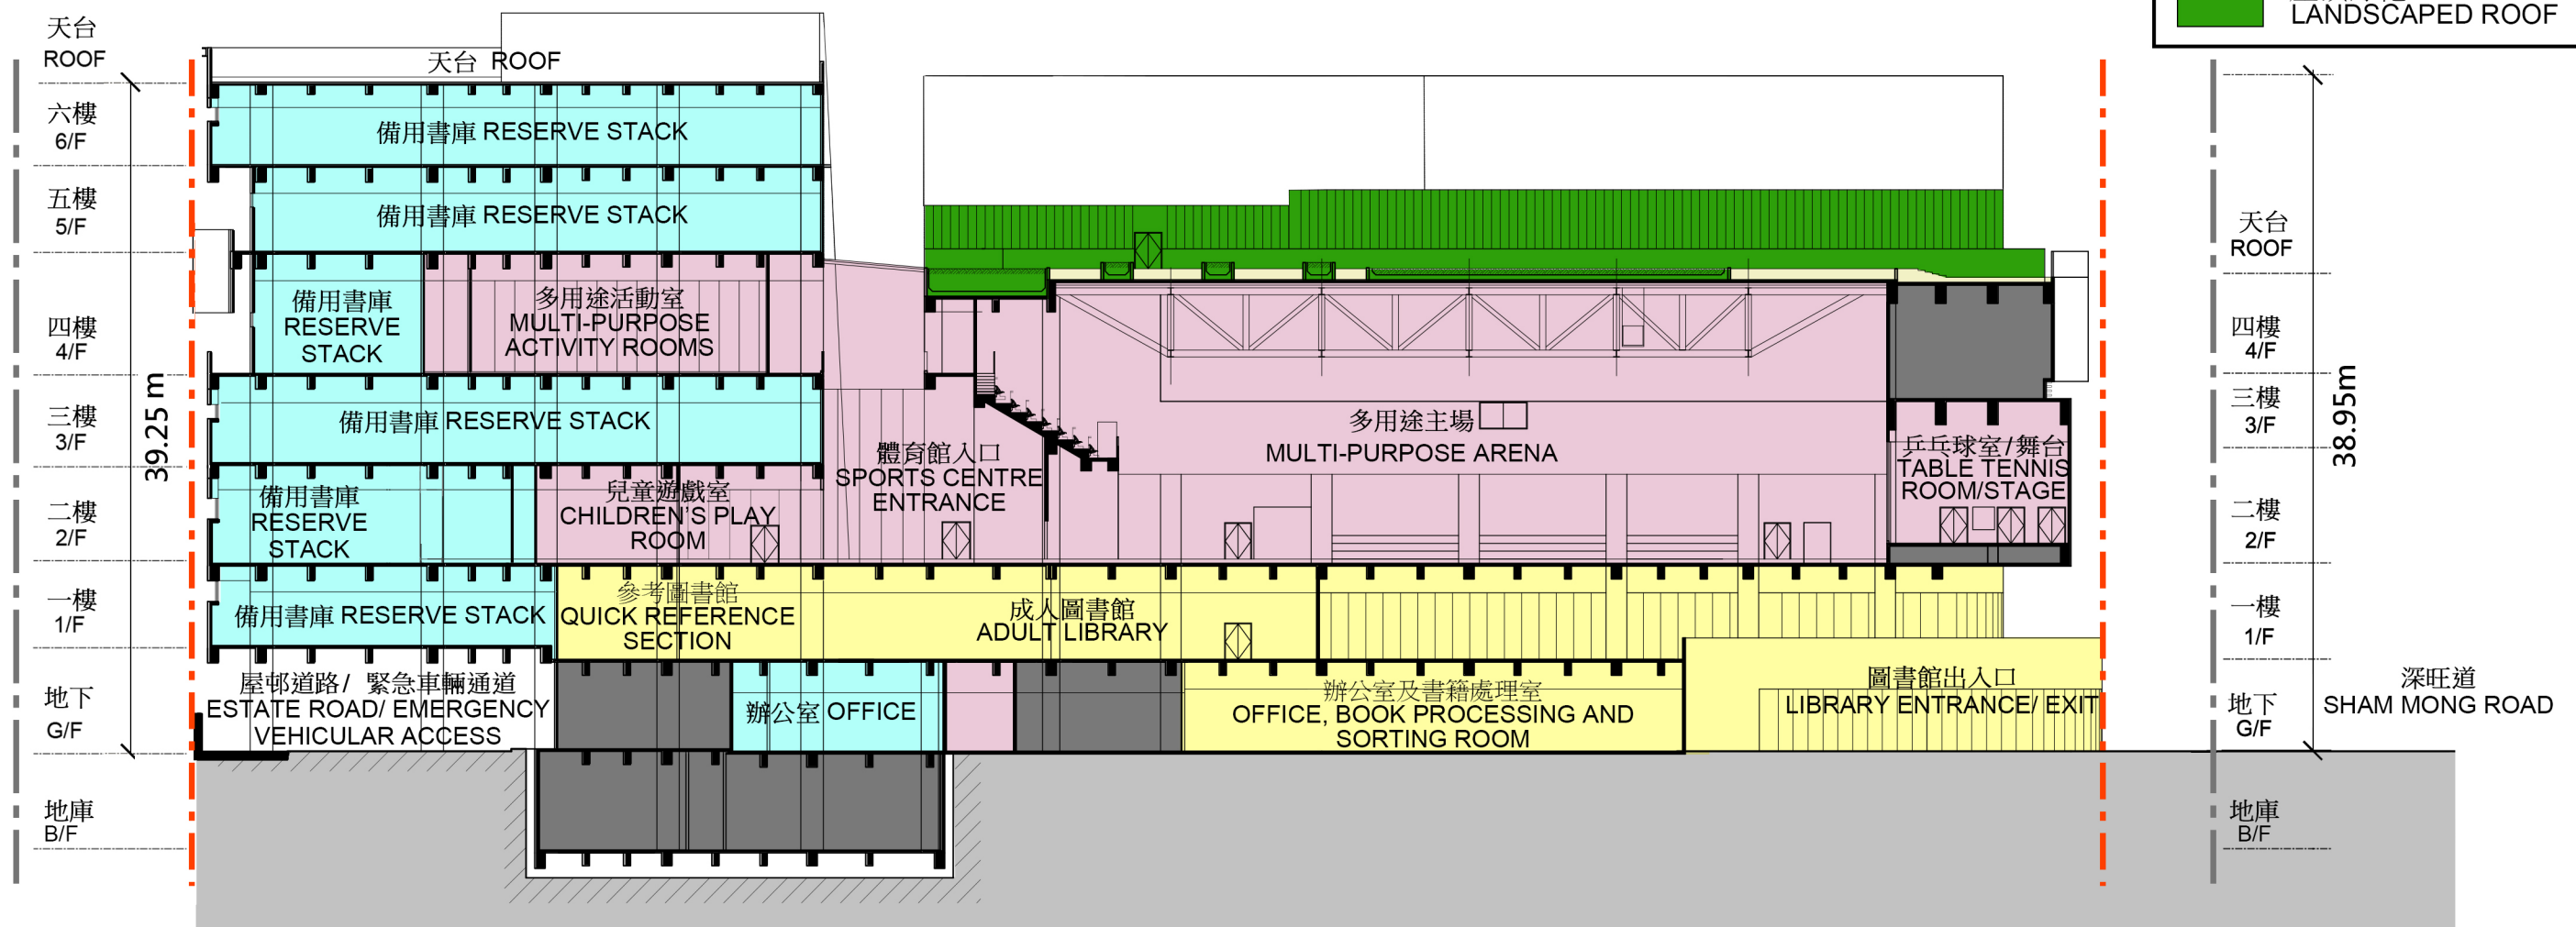 LANDSCAPED ROOF
天台
ROOF
六樓
6/F
五樓
5/F
四樓
4/F
三樓
3/F
二樓
2/F
一樓
1/F
地下
G/F
地庫
B/F
39.25 m
天台 ROOF
備用書庫 RESERVE STACK
備用書庫 RESERVE STACK
備用書庫
RESERVE
STACK
多用途活動室
MULTI-PURPOSE
ACTIVITY ROOMS
備用書庫 RESERVE STACK
備用書庫
RESERVE
STACK
兒童遊戲室
CHILDREN'S PLAY
ROOM
體育館入口
SPORTS CENTRE
ENTRANCE
多用途主場
MULTI-PURPOSE ARENA
乒乓球室/舞台
TABLE TENNIS
ROOM/STAGE
備用書庫 RESERVE STACK
參考圖書館
QUICK REFERENCE
SECTION
成人圖書館
ADULT LIBRARY
屋邨道路/ 緊急車輛通道
ESTATE ROAD/ EMERGENCY
VEHICULAR ACCESS
辦公室 OFFICE
辦公室及書籍處理室
OFFICE, BOOK PROCESSING AND
SORTING ROOM
圖書館出入口
LIBRARY ENTRANCE/ EXIT
天台
ROOF
四樓
4/F
三樓
3/F
二樓
2/F
一樓
1/F
地下
G/F
地庫
B/F
38.95m
深旺道
SHAM MONG ROAD